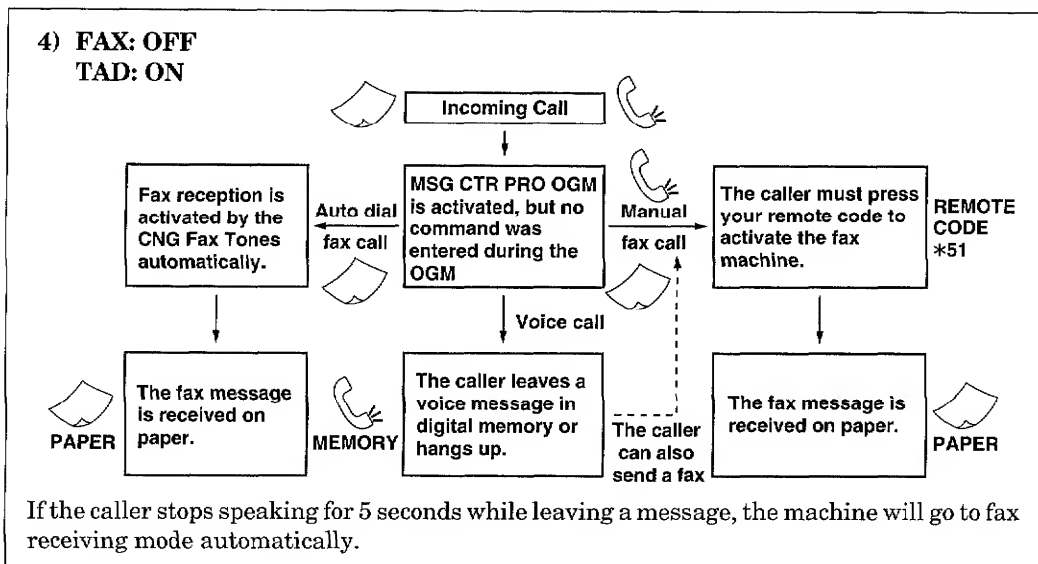 4) FAX: OFF
TAD: ON
Incoming Call
Fax reception is
activated by the
CNG Fax Tones
automatically.
Auto dial
fax call
MSG CTR PRO OGM
is activated, but no
command was
entered during the
OGM
Manual
fax call
The caller must press
your remote code to
activate the fax
machine.
REMOTE
CODE
*51
Voice call
PAPER
The fax message
is received on
paper.
MEMORY
The caller leaves a
voice message in
digital memory or
hangs up.
The caller
can also
send a fax
The fax message is
received on paper.
PAPER
If the caller stops speaking for 5 seconds while leaving a message, the machine will go to fax
receiving mode automatically.